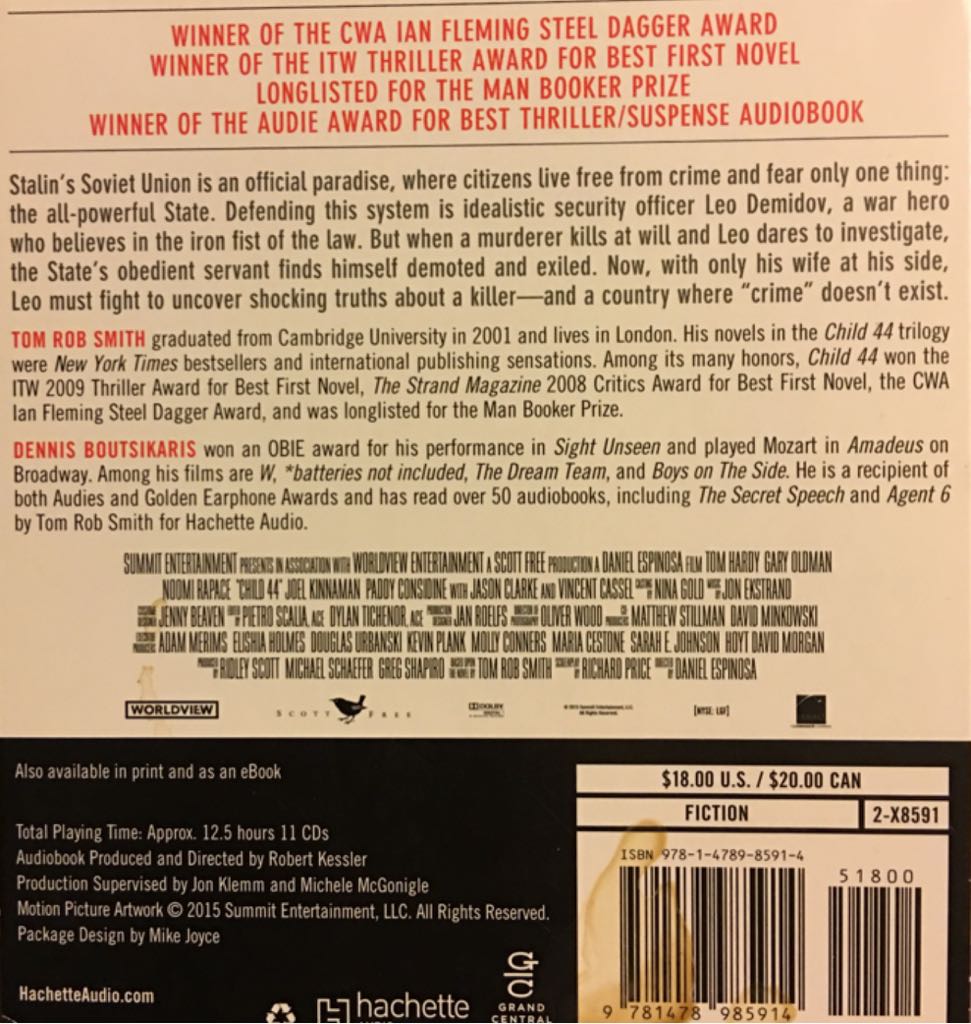 WINNER OF THE CWA IAN FLEMING STEEL DAGGER AWARD
WINNER OF THE ITW THRILLER AWARD FOR BEST FIRST NOVEL
LONGLISTED FOR THE MAN BOOKER PRIZE
WINNER OF THE AUDIE AWARD FOR BEST THRILLER/SUSPENSE AUDIOBOOK
Stalin's Soviet Union is an official paradise, where citizens live free from crime and fear only one thing:
the all-powerful State. Defending this system is idealistic security officer Leo Demidov, a war hero
who believes in the iron fist of the law. But when a murderer kills at will and Leo dares to investigate,
the State's obedient servant finds himself demoted and exiled. Now, with only his wife at his side,
Leo must fight to uncover shocking truths about a killer—and a country where "crime" doesn't exist.
TOM ROB SMITH graduated from Cambridge University in 2001 and lives in London. His novels in the Child 44 trilogy
were New York Times bestsellers and international publishing sensations. Among its many honors, Child 44 won the
ITW 2009 Thriller Award for Best First Novel, The Strand Magazine 2008 Critics Award for Best First Novel, the CWA
Ian Fleming Steel Dagger Award, and was longlisted for the Man Booker Prize.
DENNIS BOUTSIKARIS won an OBIE award for his performance in Sight Unseen and played Mozart in Amadeus on
Broadway. Among his films are W, *batteries not included, The Dream Team, and Boys on The Side. He is a recipient of
both Audies and Golden Earphone Awards and has read over 50 audiobooks, including The Secret Speech and Agent 6
by Tom Rob Smith for Hachette Audio.
SUMMIT ENTERTAINMENT PRESENTS IN ASSOCIATION WITH WORLDVIEW ENTERTAINMENT A SCOTT FREE PRODUCTION A DANIEL ESPINOSA FILM TOM HARDY GARY OLDMAN
NOOMI RAPACE "CHILD 44" JOEL KINNAMAN PADDY CONSIDINE WITH JASON CLARKE AND VINCENT CASSEL NINA GOLD JON EKSTRAND
JENNY BEAVEN PIETRO SCALIA, ACE DYLAN TICHENOR, ACE JAN ROELFS OLIVER WOOD MATTHEW STILLMAN DAVID MINKOWSKI
ADAM MERIMS ELISHIA HOLMES DOUGLAS URBANSKI KEVIN PLANK MOLLY CONNERS MARIA CESTONE SARAH E. JOHNSON HOYT DAVID MORGAN
RIDLEY SCOTT MICHAEL SCHAEFER GREG SHAPIRO TOM ROB SMITH RICHARD PRICE DANIEL ESPINOSA
WORLDVIEW SCOTT FREE DOLBY DIGITAL [NYSE: LGF]
Also available in print and as an eBook
Total Playing Time: Approx. 12.5 hours 11 CDs
Audiobook Produced and Directed by Robert Kessler
Production Supervised by Jon Klemm and Michele McGonigle
Motion Picture Artwork © 2015 Summit Entertainment, LLC. All Rights Reserved.
Package Design by Mike Joyce
HachetteAudio.com
hachette
GRAND
CENTRAL
$18.00 U.S. / $20.00 CAN
FICTION 2-X8591
ISBN 978-1-4789-8591-4
51800
9 781478 985914